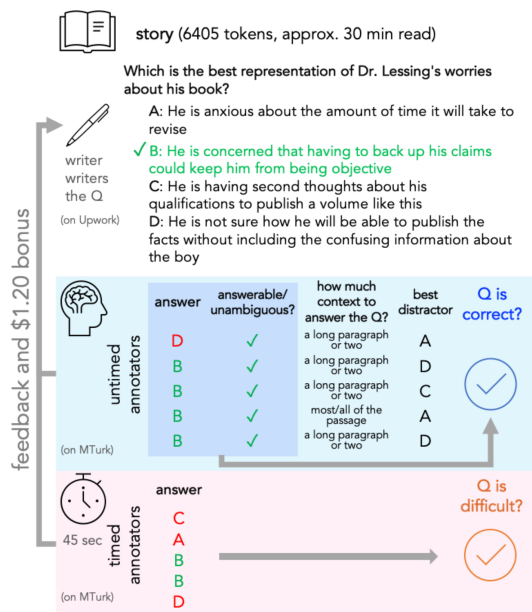 story (6405 tokens, approx. 30 min read)
Which is the best representation of Dr. Lessing's worries
about his book?
A: He is anxious about the amount of time it will take to
revise
✓ B: He is concerned that having to back up his claims
could keep him from being objective
C: He is having second thoughts about his
qualifications to publish a volume like this
D: He is not sure how he will be able to publish the
facts without including the confusing information about
the boy
writer
writers
the Q
(on Upwork)
feedback and $1.20 bonus
untimed
annotators
(on MTurk)
answer
answerable/
unambiguous?
how much
context to
answer the Q?
best
distractor
Q is
correct?
D ✓ a long paragraph
or two A
B ✓ a long paragraph
or two D
B ✓ a long paragraph
or two C
B ✓ most/all of the
passage A
B ✓ a long paragraph
or two D
45 sec
timed
annotators
(on MTurk)
answer
C
A
B
B
D
Q is
difficult?